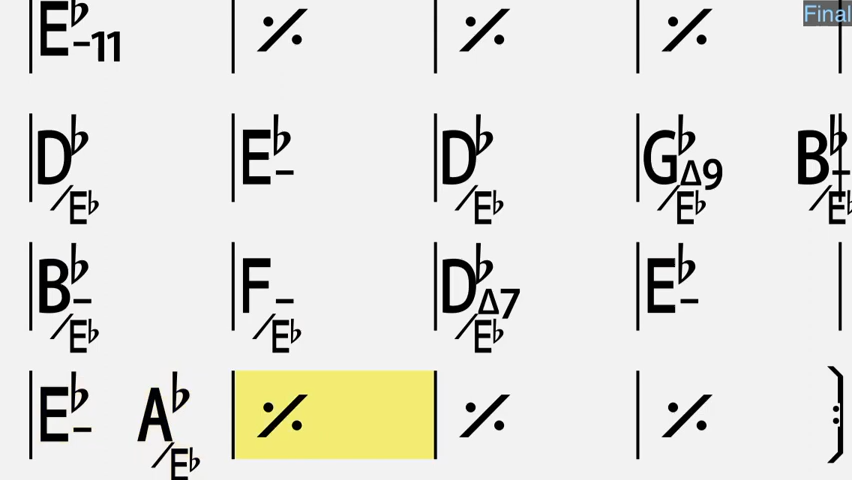 Final
E♭-11 | 𝄎 | 𝄎 | 𝄎
D♭/E♭ | E♭- | D♭/E♭ | G♭Δ9/E♭ B♭-/E♭
B♭-/E♭ | F-/E♭ | D♭Δ7/E♭ | E♭-
E♭- A♭/E♭ | 𝄎 | 𝄎 | 𝄎